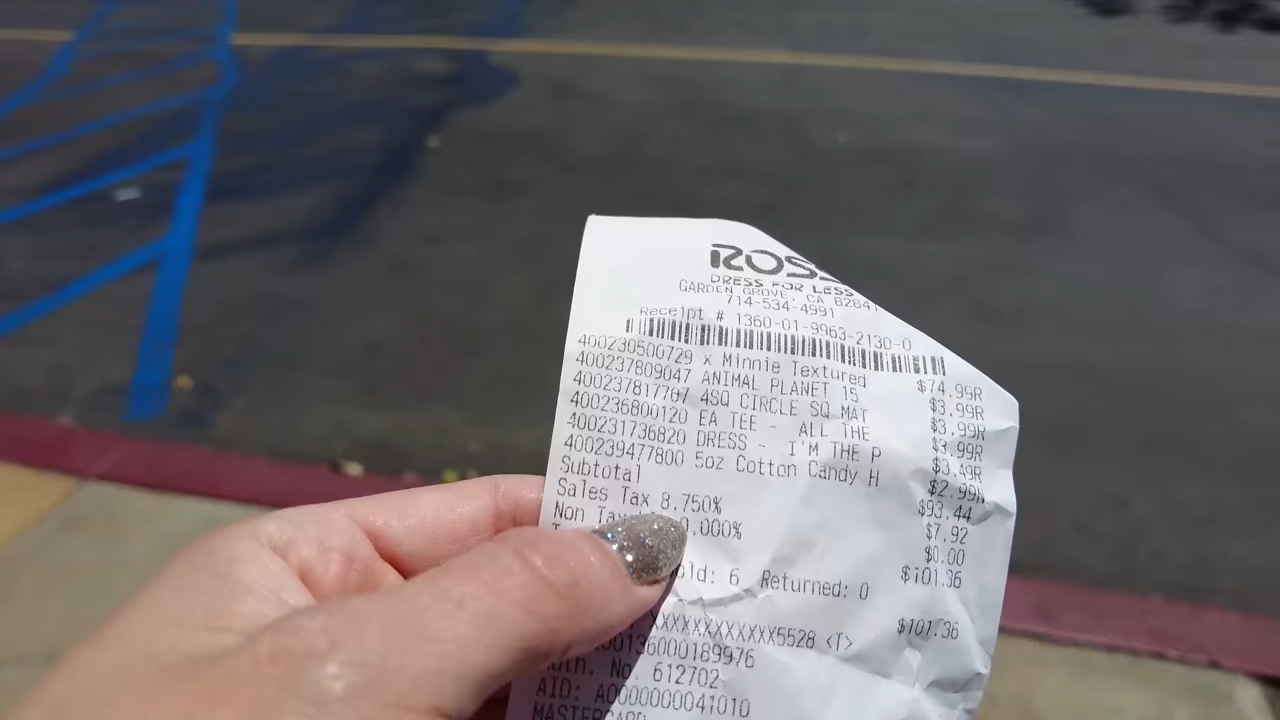 ROSS
DRESS FOR LESS
GARDEN GROVE, CA 82841
714-534-4991
Receipt # 1360-01-9963-2130-0
400230500729 x Minnie Textured $74.99R
400237809047 ANIMAL PLANET 15 $3.99R
400237817707 4SQ CIRCLE SQ MAT $3.99R
400236800120 EA TEE - ALL THE $3.99R
400231736820 DRESS - I'M THE P $3.49R
400239477800 5oz Cotton Candy H $2.99N
Subtotal $93.44
Sales Tax 8.750% $7.92
Non Tax 0.000% $0.00
$101.36
Sold: 6 Returned: 0
XXXXXXXXXXXX5528 <T> $101.36
00136000189976
Auth. No 612702
AID: A0000000041010
MASTERCARD